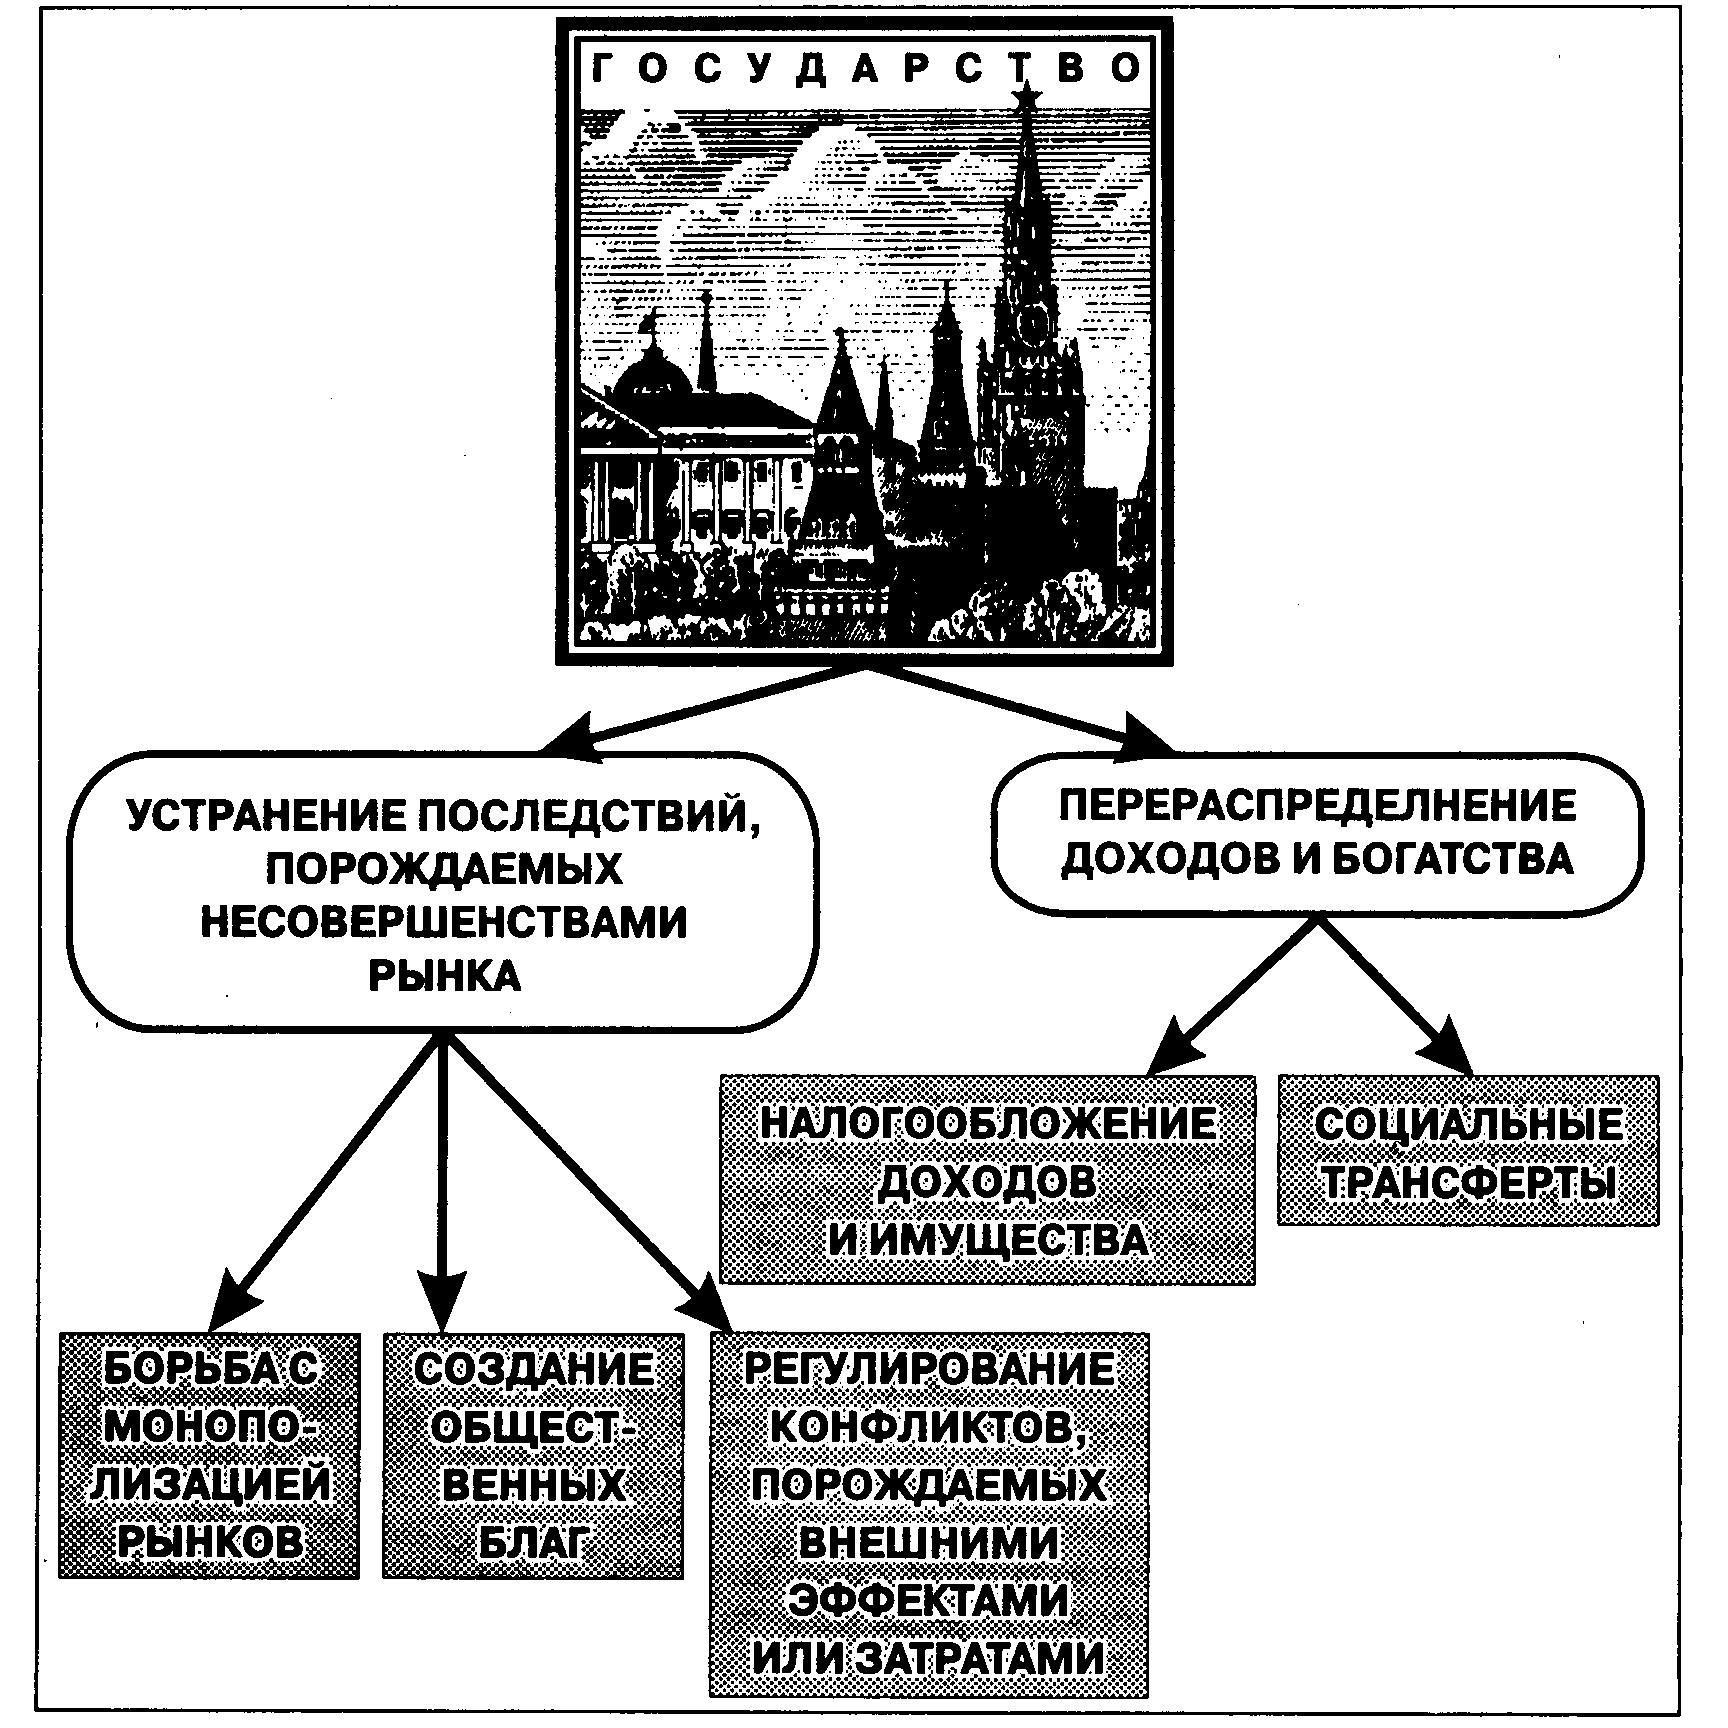 ГОСУДАРСТВО
УСТРАНЕНИЕ ПОСЛЕДСТВИЙ,
ПОРОЖДАЕМЫХ
НЕСОВЕРШЕНСТВАМИ
РЫНКА
ПЕРЕРАСПРЕДЕЛНЕНИЕ
ДОХОДОВ И БОГАТСТВА
НАЛОГООБЛОЖЕНИЕ
ДОХОДОВ
И ИМУЩЕСТВА
СОЦИАЛЬНЫЕ
ТРАНСФЕРТЫ
БОРЬБА С
МОНОПО-
ЛИЗАЦИЕЙ
РЫНКОВ
СОЗДАНИЕ
ОБЩЕСТ-
ВЕННЫХ
БЛАГ
РЕГУЛИРОВАНИЕ
КОНФЛИКТОВ,
ПОРОЖДАЕМЫХ
ВНЕШНИМИ
ЭФФЕКТАМИ
ИЛИ ЗАТРАТАМИ